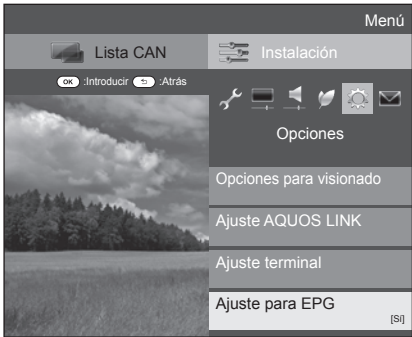 Menú
Lista CAN
Instalación
OK :Introducir :Atrás
Opciones
Opciones para visionado
Ajuste AQUOS LINK
Ajuste terminal
Ajuste para EPG
[Sí]